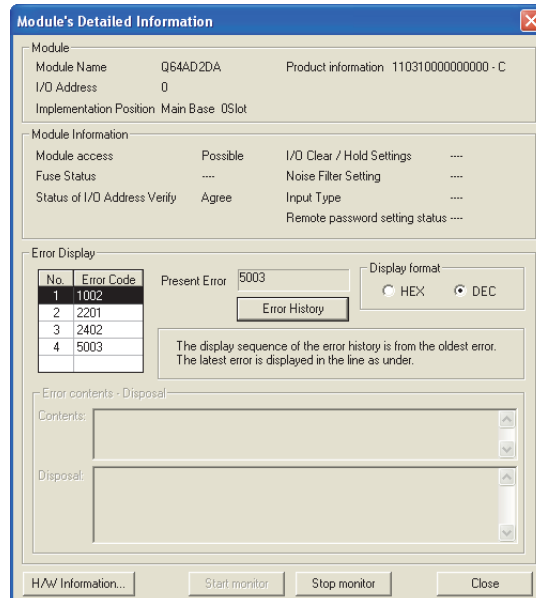 Module's Detailed Information
Module
Module Name Q64AD2DA Product information 110310000000000 - C
I/O Address 0
Implementation Position Main Base 0Slot
Module Information
Module access Possible I/O Clear / Hold Settings ----
Fuse Status ---- Noise Filter Setting ----
Status of I/O Address Verify Agree Input Type ----
Remote password setting status ----
Error Display
No. Error Code
1 1002
2 2201
3 2402
4 5003
Present Error 5003
Display format
HEX DEC
Error History
The display sequence of the error history is from the oldest error.
The latest error is displayed in the line as under.
Error contents - Disposal
Contents:
Disposal:
H/W Information... Start monitor Stop monitor Close